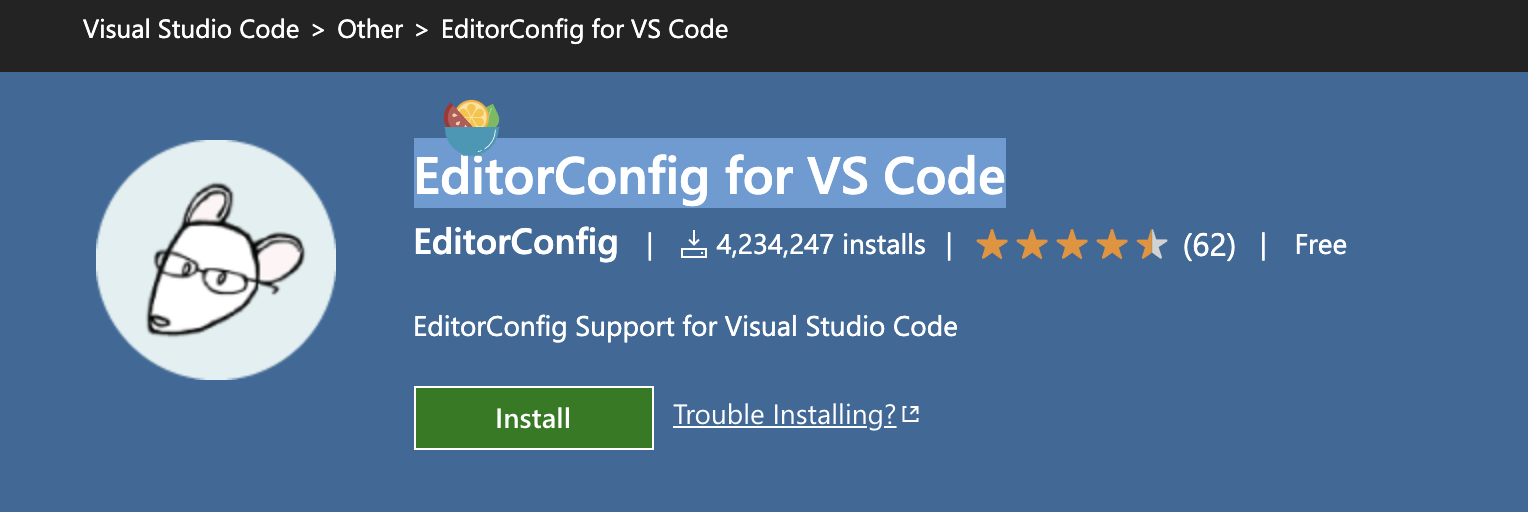 Visual Studio Code > Other > EditorConfig for VS Code
EditorConfig for VS Code
EditorConfig | 4,234,247 installs | (62) | Free
EditorConfig Support for Visual Studio Code
Install Trouble Installing?